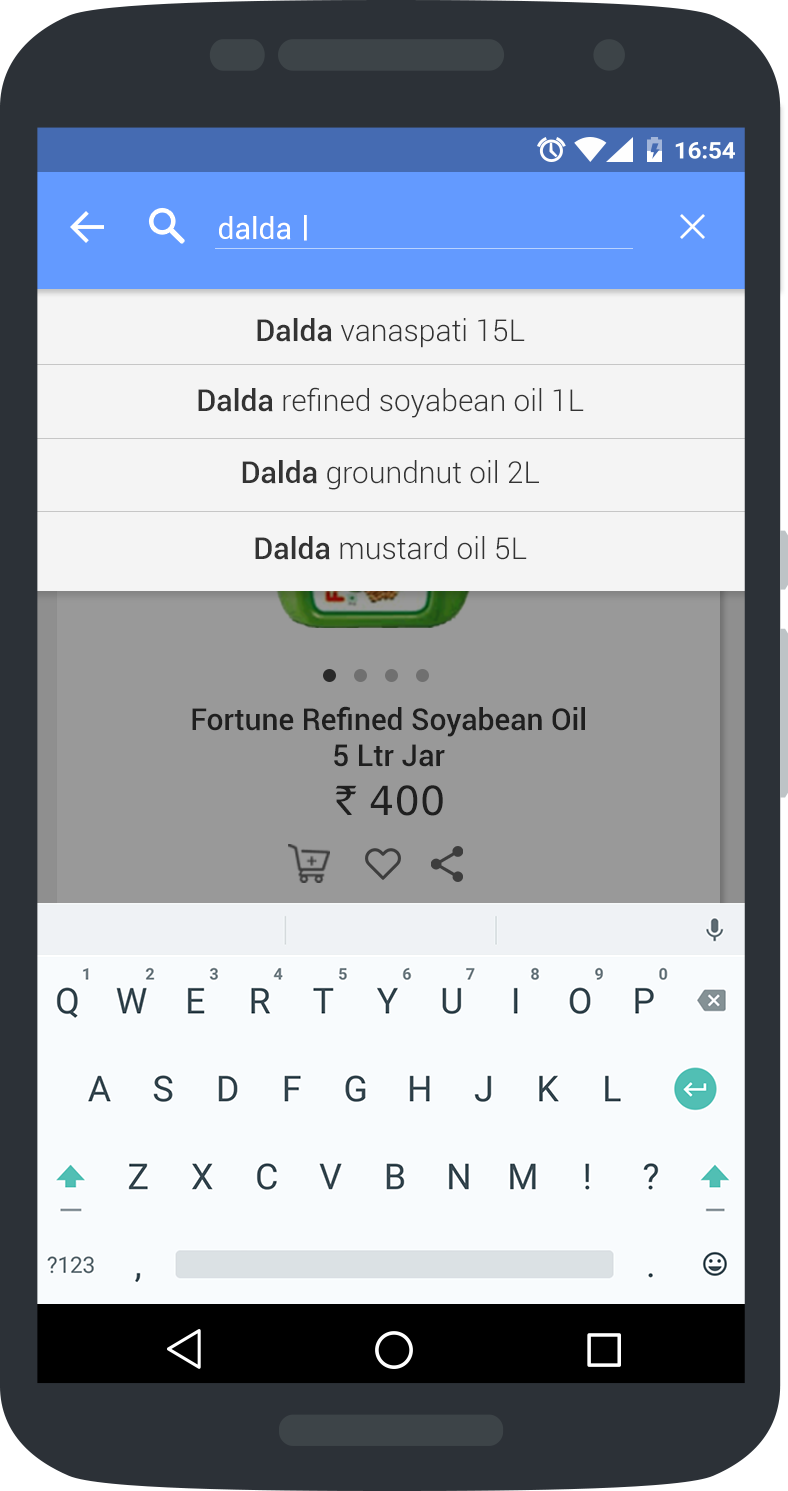 16:54
dalda
Dalda vanaspati 15L
Dalda refined soyabean oil 1L
Dalda groundnut oil 2L
Dalda mustard oil 5L
Fortune Refined Soyabean Oil
5 Ltr Jar
₹ 400
1 2 3 4 5 6 7 8 9 0
Q W E R T Y U I O P
A S D F G H J K L
Z X C V B N M ! ?
?123 , .